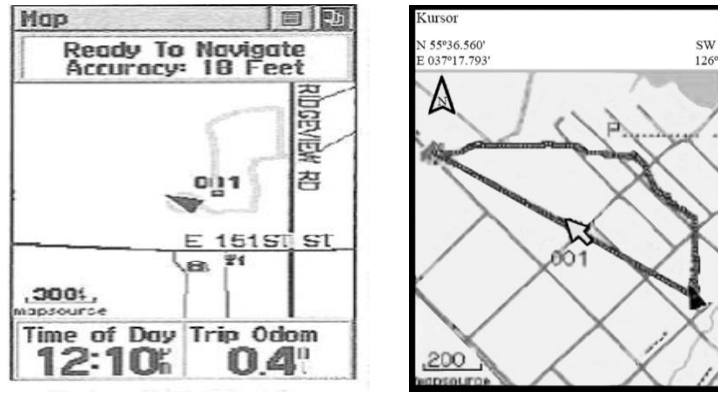 Map
Ready To Navigate
Accuracy: 18 Feet
RIDGEVIEW RD
001
E 151ST ST
300ft
mapsource
Time of Day
Trip Odom
12:10
0.4
Kursor
N 55º36.560'
SW
E 037º17.793'
126º
N
P
001
200
mapsource